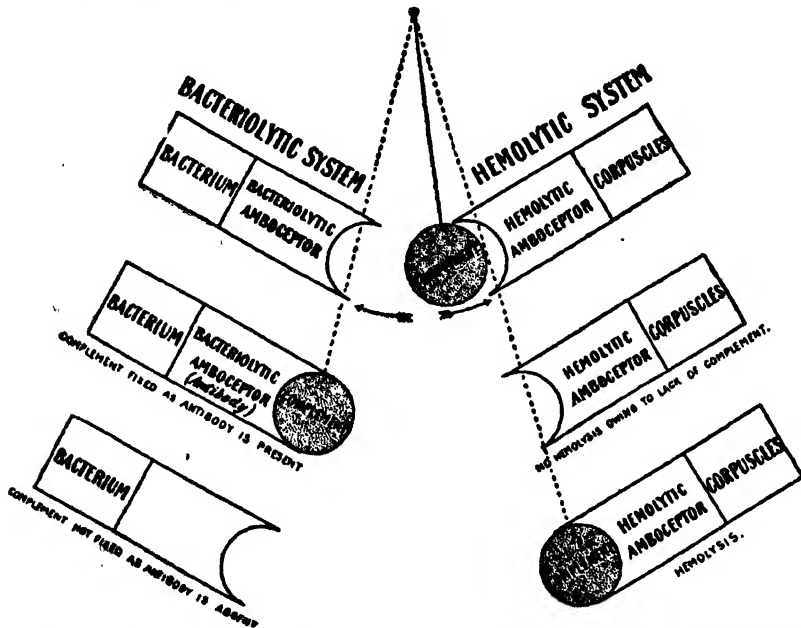 BACTERIOLYTIC SYSTEM
BACTERIUM
BACTERIOLYTIC
AMBOCEPTOR
HEMOLYTIC SYSTEM
HEMOLYTIC
AMBOCEPTOR
CORPUSCLES
BACTERIUM
BACTERIOLYTIC
AMBOCEPTOR
(Antibody)
COMPLEMENT
COMPLEMENT FIXED AS ANTIBODY IS PRESENT
HEMOLYTIC
AMBOCEPTOR
CORPUSCLES
NO HEMOLYSIS OWING TO LACK OF COMPLEMENT.
BACTERIUM
COMPLEMENT NOT FIXED AS ANTIBODY IS ABSENT
COMPLEMENT
HEMOLYTIC
AMBOCEPTOR
CORPUSCLES
HEMOLYSIS.